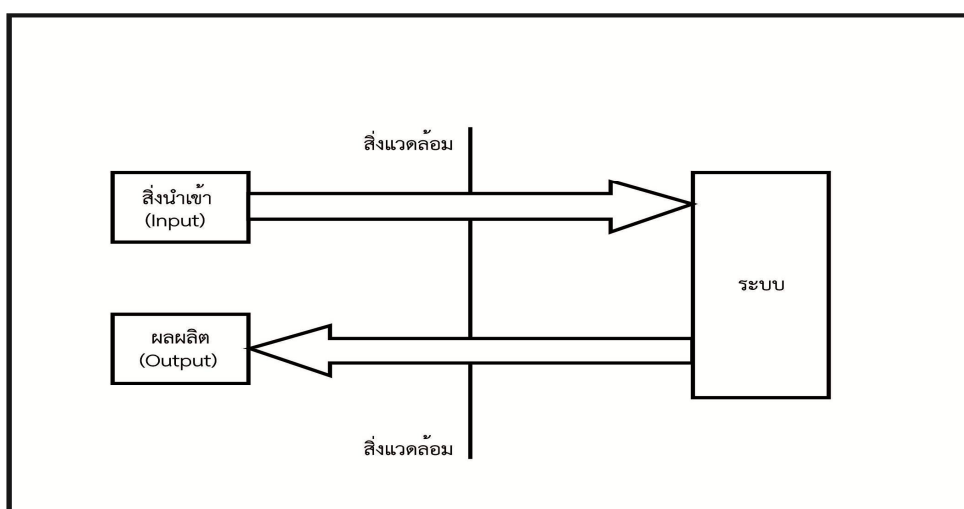 สิ่งแวดล้อม
สิ่งนำเข้า
(Input)
ระบบ
ผลผลิต
(Output)
สิ่งแวดล้อม